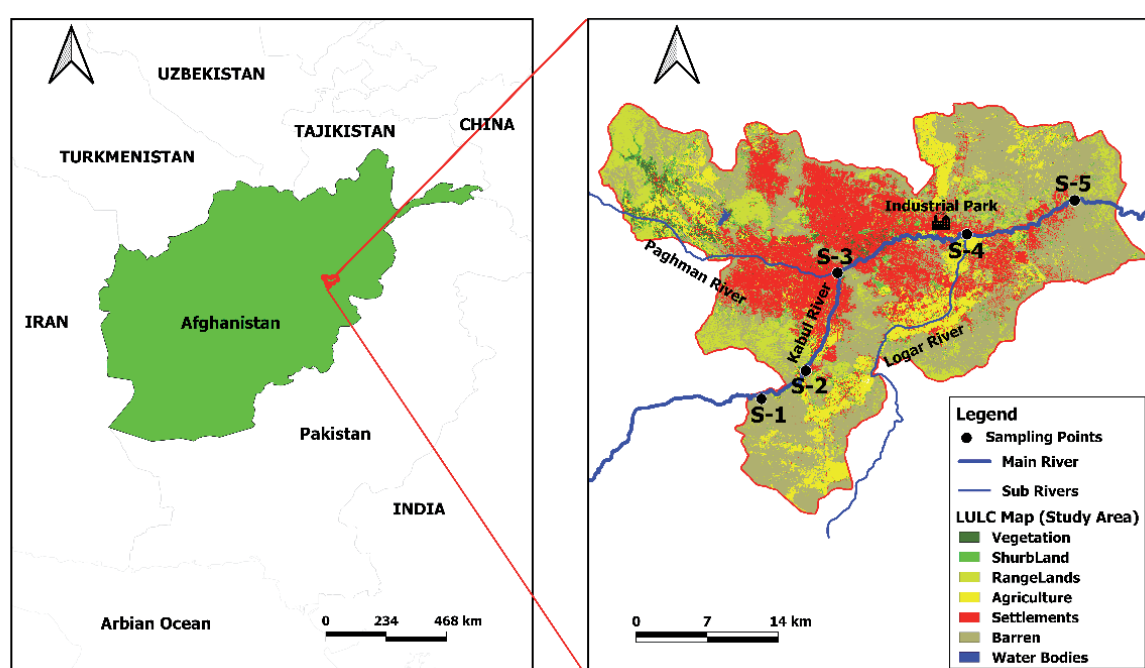 UZBEKISTAN
CHINA
TAJIKISTAN
TURKMENISTAN
IRAN
Afghanistan
Pakistan
INDIA
Arbian Ocean
0 234 468 km
S-5
Industrial Park
S-4
S-3
Paghman River
Kabul River
Logar River
S-2
S-1
Legend
Sampling Points
Main River
Sub Rivers
LULC Map (Study Area)
Vegetation
ShurbLand
RangeLands
Agriculture
Settlements
Barren
Water Bodies
0 7 14 km